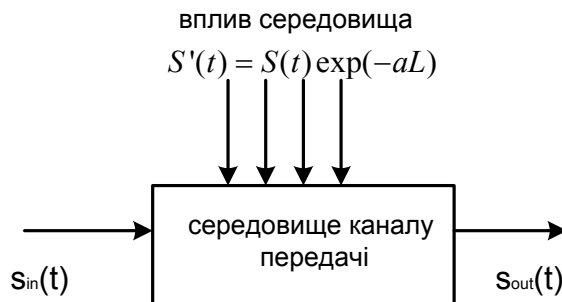 вплив середовища
S'(t) = S(t)exp(−aL)
середовище каналу
передачі
sin(t)
sout(t)